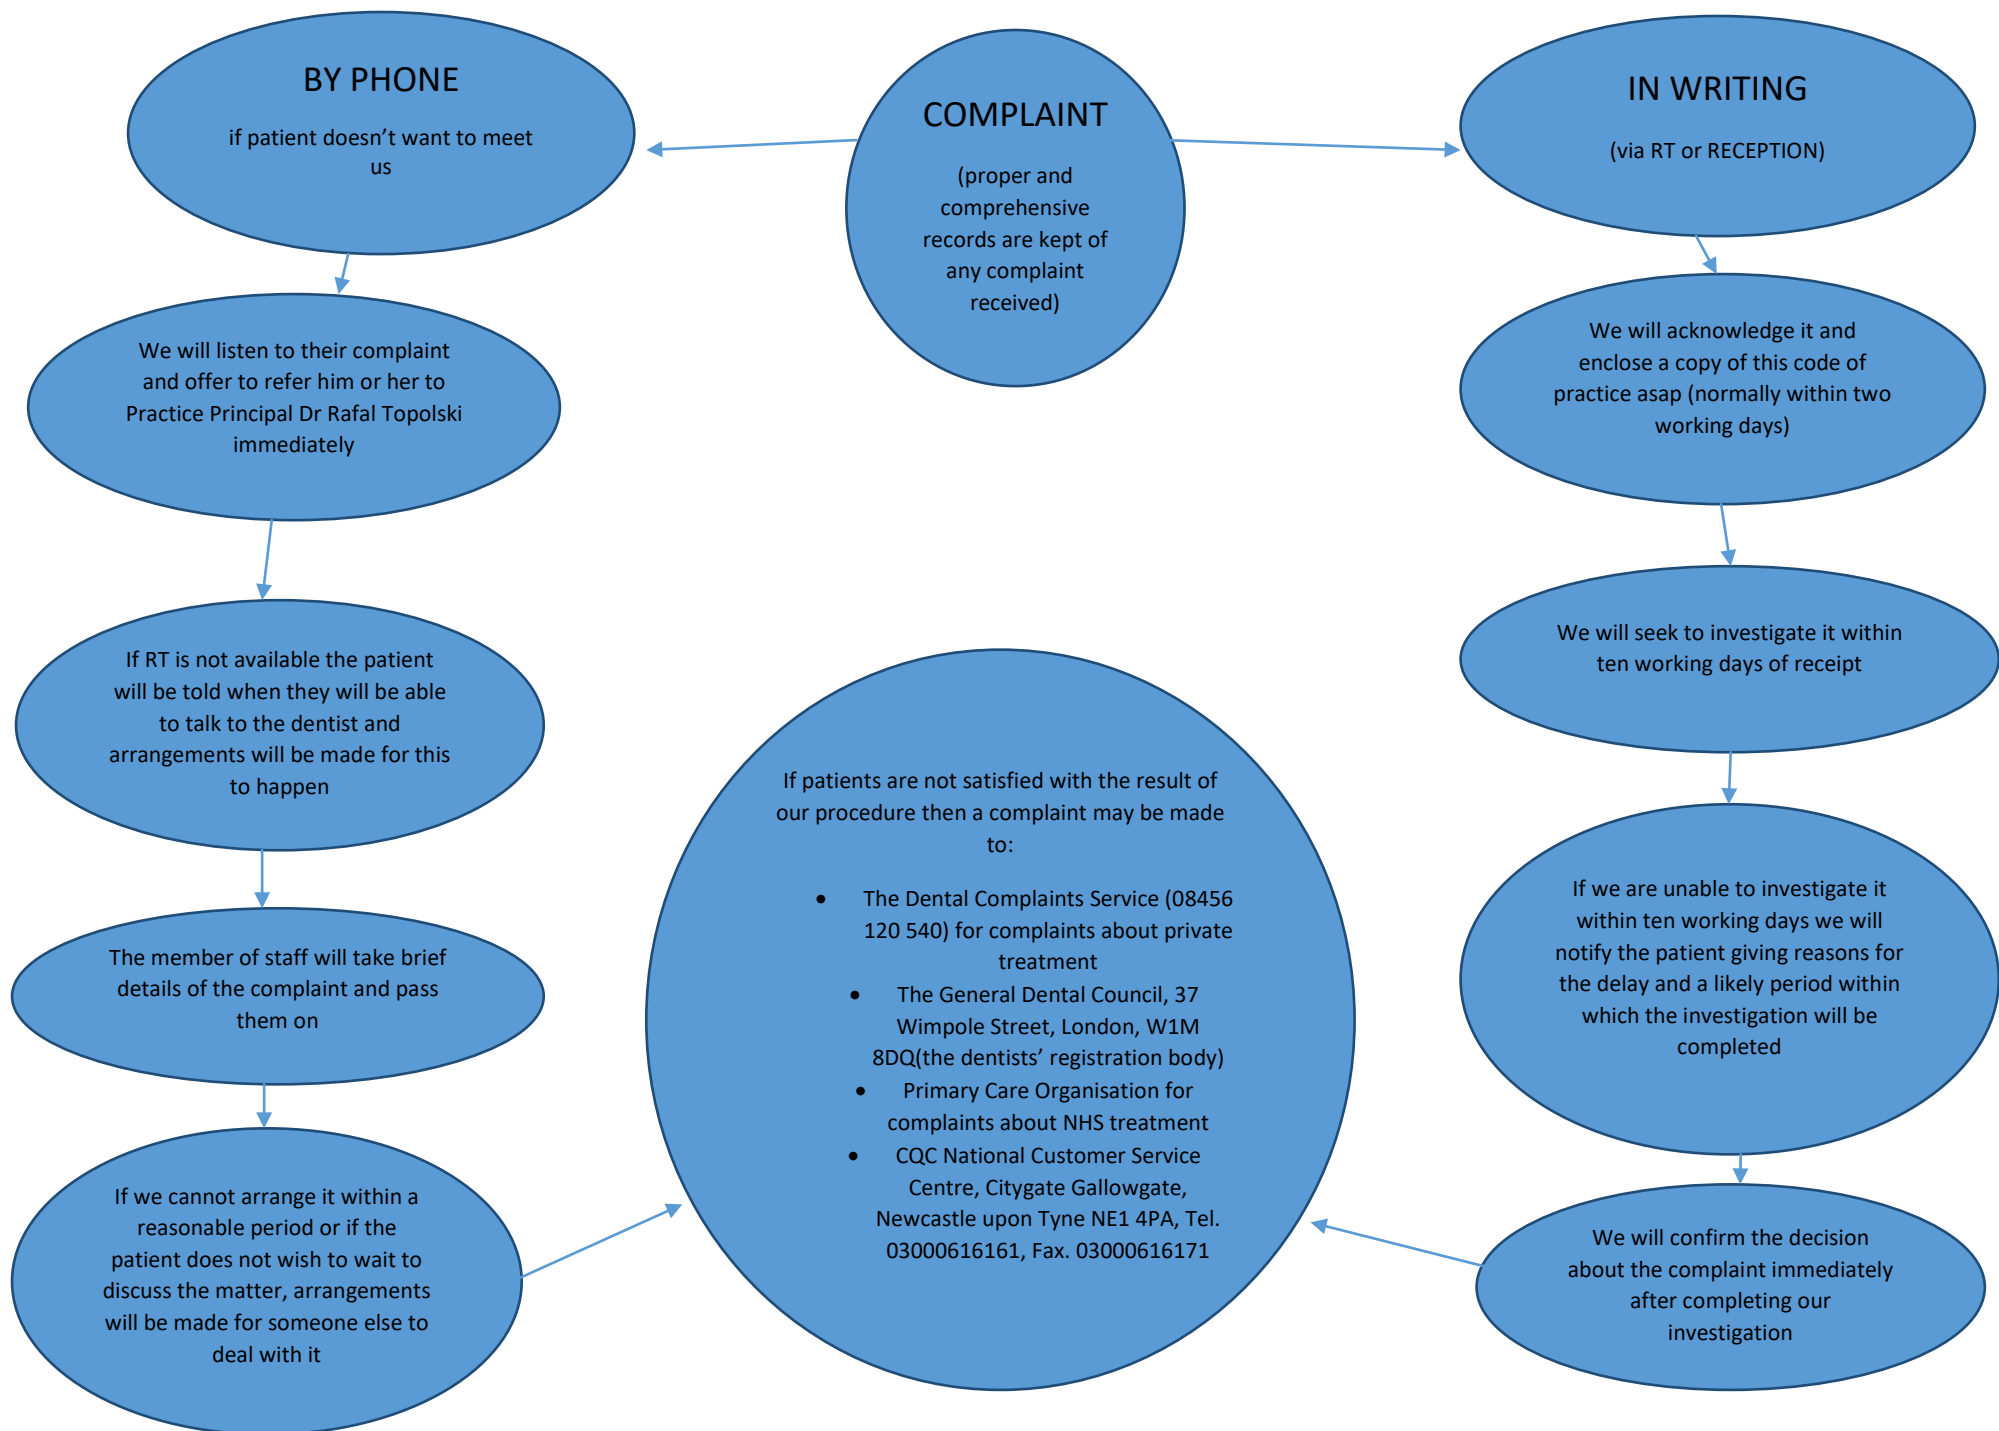 COMPLAINT
(proper and
comprehensive
records are kept of
any complaint
received)
BY PHONE
if patient doesn’t want to meet
us
We will listen to their complaint
and offer to refer him or her to
Practice Principal Dr Rafal Topolski
immediately
If RT is not available the patient
will be told when they will be able
to talk to the dentist and
arrangements will be made for this
to happen
The member of staff will take brief
details of the complaint and pass
them on
If we cannot arrange it within a
reasonable period or if the
patient does not wish to wait to
discuss the matter, arrangements
will be made for someone else to
deal with it
IN WRITING
(via RT or RECEPTION)
We will acknowledge it and
enclose a copy of this code of
practice asap (normally within two
working days)
We will seek to investigate it within
ten working days of receipt
If we are unable to investigate it
within ten working days we will
notify the patient giving reasons for
the delay and a likely period within
which the investigation will be
completed
We will confirm the decision
about the complaint immediately
after completing our
investigation
If patients are not satisfied with the result of
our procedure then a complaint may be made
to:
• The Dental Complaints Service (08456
120 540) for complaints about private
treatment
• The General Dental Council, 37
Wimpole Street, London, W1M
8DQ(the dentists’ registration body)
• Primary Care Organisation for
complaints about NHS treatment
• CQC National Customer Service
Centre, Citygate Gallowgate,
Newcastle upon Tyne NE1 4PA, Tel.
03000616161, Fax. 03000616171